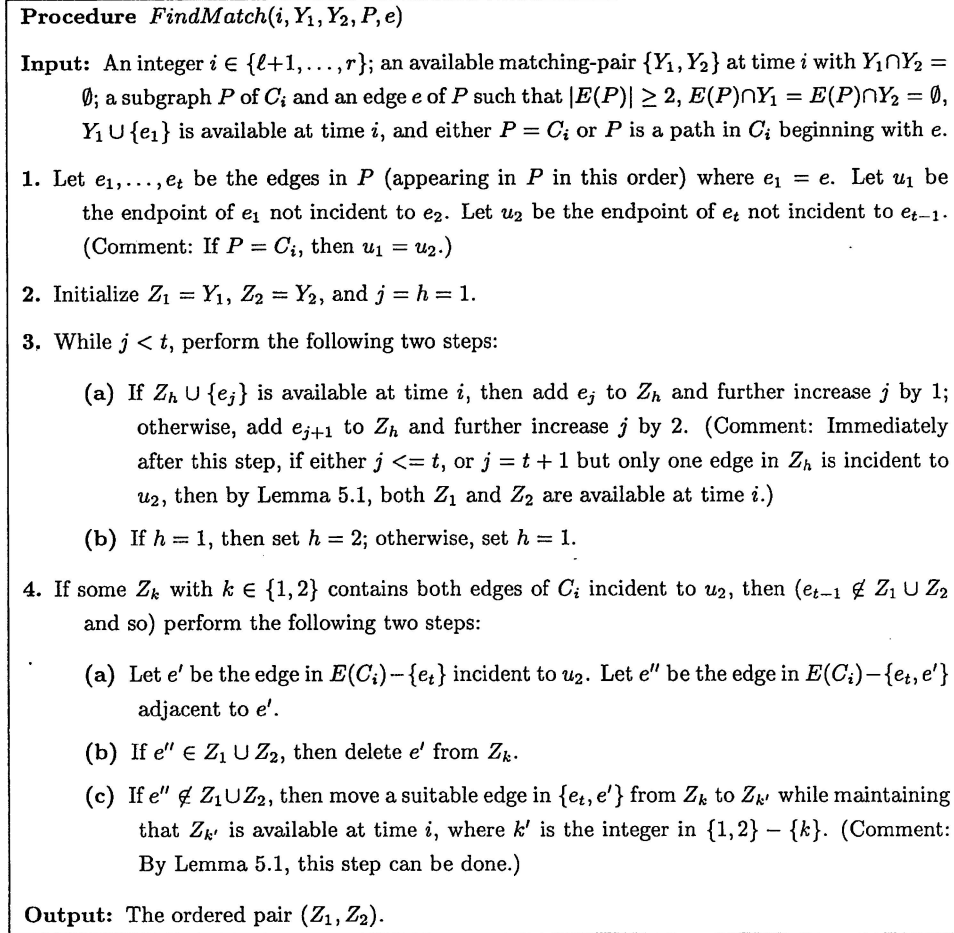 Procedure FindMatch(i, Y₁, Y₂, P, e)
Input: An integer i ∈ {ℓ+1, . . . , r}; an available matching-pair {Y₁, Y₂} at time i with Y₁∩Y₂ =
∅; a subgraph P of Cᵢ and an edge e of P such that |E(P)| ≥ 2, E(P)∩Y₁ = E(P)∩Y₂ = ∅,
Y₁ ∪ {e₁} is available at time i, and either P = Cᵢ or P is a path in Cᵢ beginning with e.
1. Let e₁, . . . , eₜ be the edges in P (appearing in P in this order) where e₁ = e. Let u₁ be
the endpoint of e₁ not incident to e₂. Let u₂ be the endpoint of eₜ not incident to eₜ₋₁.
(Comment: If P = Cᵢ, then u₁ = u₂.)
2. Initialize Z₁ = Y₁, Z₂ = Y₂, and j = h = 1.
3. While j < t, perform the following two steps:
(a) If Zₕ ∪ {eⱼ} is available at time i, then add eⱼ to Zₕ and further increase j by 1;
otherwise, add eⱼ₊₁ to Zₕ and further increase j by 2. (Comment: Immediately
after this step, if either j <= t, or j = t + 1 but only one edge in Zₕ is incident to
u₂, then by Lemma 5.1, both Z₁ and Z₂ are available at time i.)
(b) If h = 1, then set h = 2; otherwise, set h = 1.
4. If some Zₖ with k ∈ {1, 2} contains both edges of Cᵢ incident to u₂, then (eₜ₋₁ ∉ Z₁ ∪ Z₂
and so) perform the following two steps:
(a) Let e′ be the edge in E(Cᵢ)−{eₜ} incident to u₂. Let e″ be the edge in E(Cᵢ)−{eₜ, e′}
adjacent to e′.
(b) If e″ ∈ Z₁ ∪ Z₂, then delete e′ from Zₖ.
(c) If e″ ∉ Z₁∪Z₂, then move a suitable edge in {eₜ, e′} from Zₖ to Zₖ′ while maintaining
that Zₖ′ is available at time i, where k′ is the integer in {1, 2} − {k}. (Comment:
By Lemma 5.1, this step can be done.)
Output: The ordered pair (Z₁, Z₂).